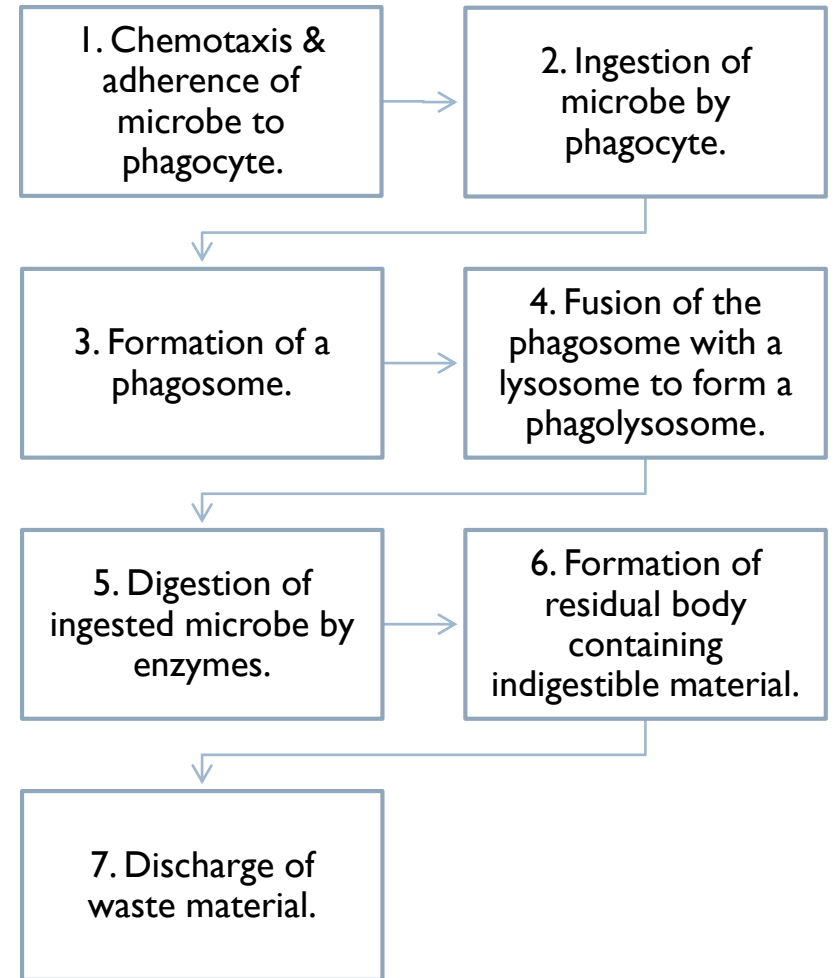 1. Chemotaxis &
adherence of
microbe to
phagocyte.
2. Ingestion of
microbe by
phagocyte.
3. Formation of a
phagosome.
4. Fusion of the
phagosome with a
lysosome to form a
phagolysosome.
5. Digestion of
ingested microbe by
enzymes.
6. Formation of
residual body
containing
indigestible material.
7. Discharge of
waste material.